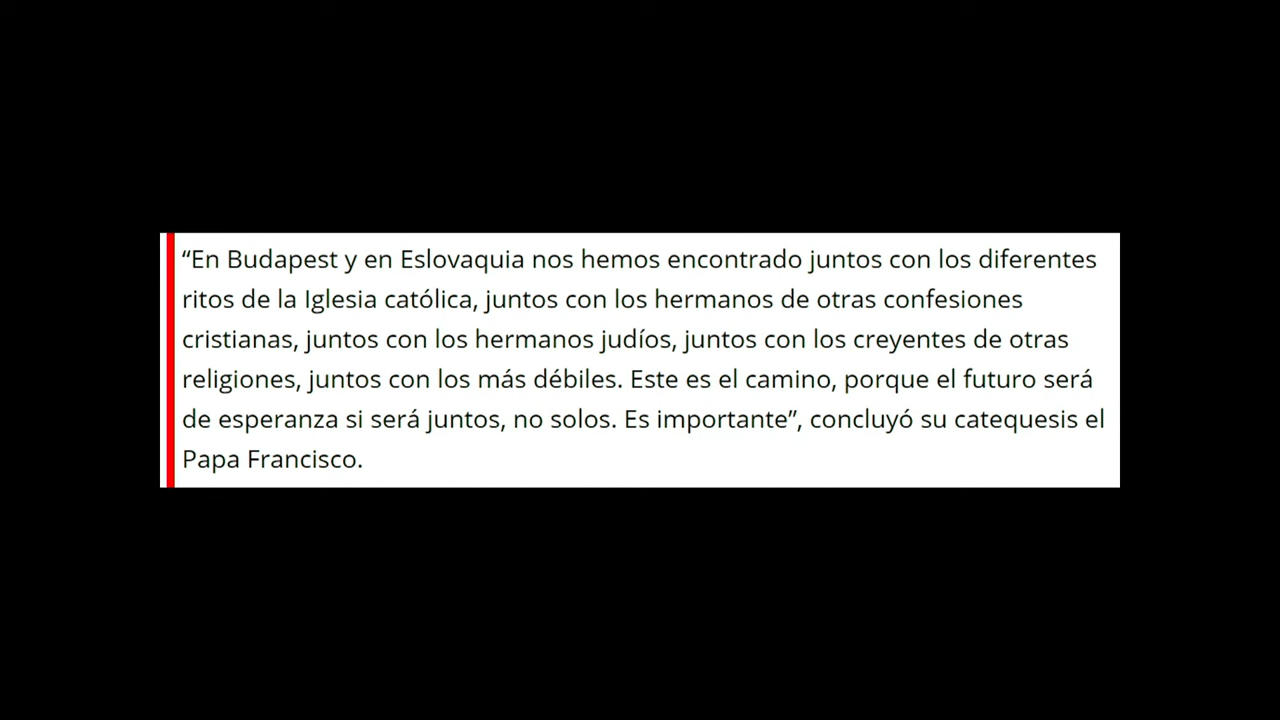 “En Budapest y en Eslovaquia nos hemos encontrado juntos con los diferentes
ritos de la Iglesia católica, juntos con los hermanos de otras confesiones
cristianas, juntos con los hermanos judíos, juntos con los creyentes de otras
religiones, juntos con los más débiles. Este es el camino, porque el futuro será
de esperanza si será juntos, no solos. Es importante”, concluyó su catequesis el
Papa Francisco.